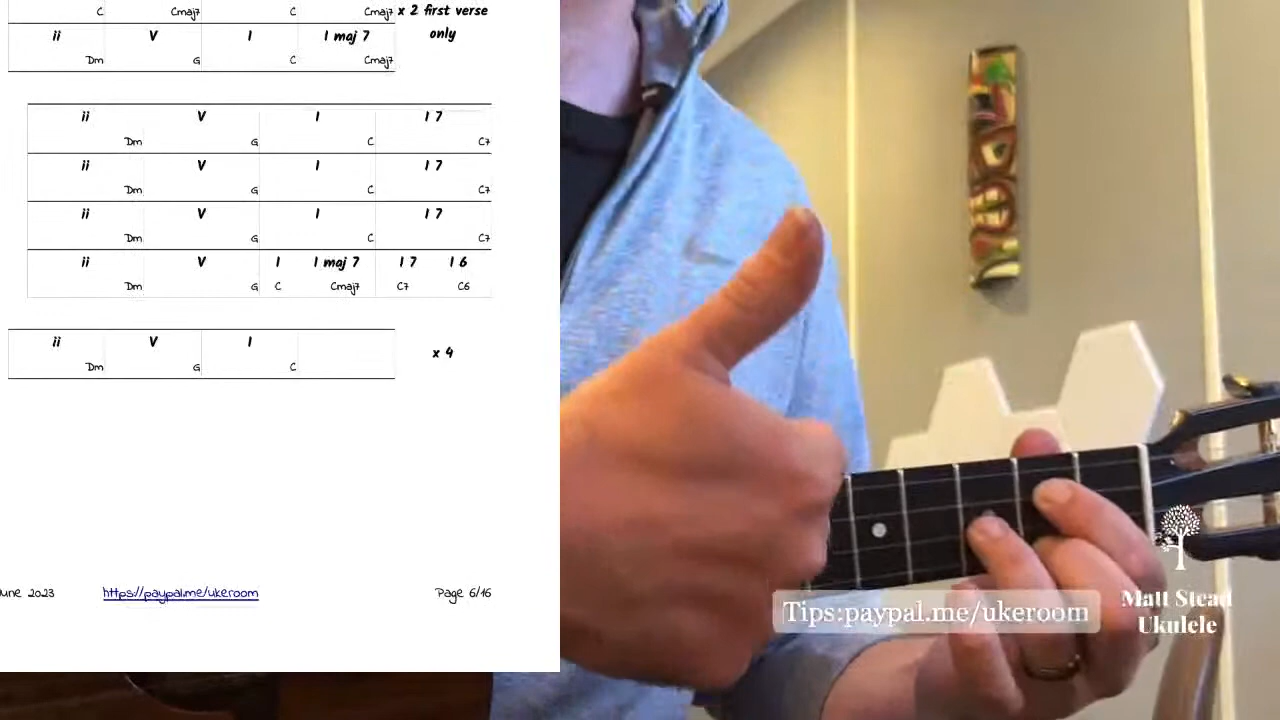 C Cmaj7 C Cmaj7 x 2 first verse
ii V I I maj 7 only
Dm G C Cmaj7
ii V I I 7
Dm G C C7
ii V I I 7
Dm G C C7
ii V I I 7
Dm G C C7
ii V I I maj 7 I 7 I 6
Dm G C Cmaj7 C7 C6
ii V I
Dm G C
x 4
une 2023 https://paypal.me/ukeroom Page 6/16
Tips:paypal.me/ukeroom
Matt Stead
Ukulele